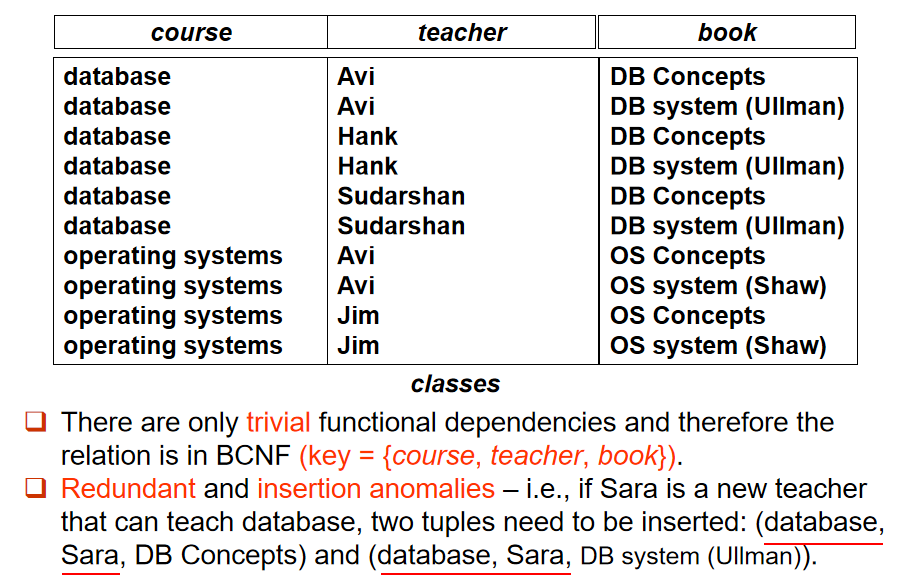 course teacher book
database Avi DB Concepts
database Avi DB system (Ullman)
database Hank DB Concepts
database Hank DB system (Ullman)
database Sudarshan DB Concepts
database Sudarshan DB system (Ullman)
operating systems Avi OS Concepts
operating systems Avi OS system (Shaw)
operating systems Jim OS Concepts
operating systems Jim OS system (Shaw)
classes
There are only trivial functional dependencies and therefore the
relation is in BCNF (key = {course, teacher, book}).
Redundant and insertion anomalies – i.e., if Sara is a new teacher
that can teach database, two tuples need to be inserted: (database,
Sara, DB Concepts) and (database, Sara, DB system (Ullman)).